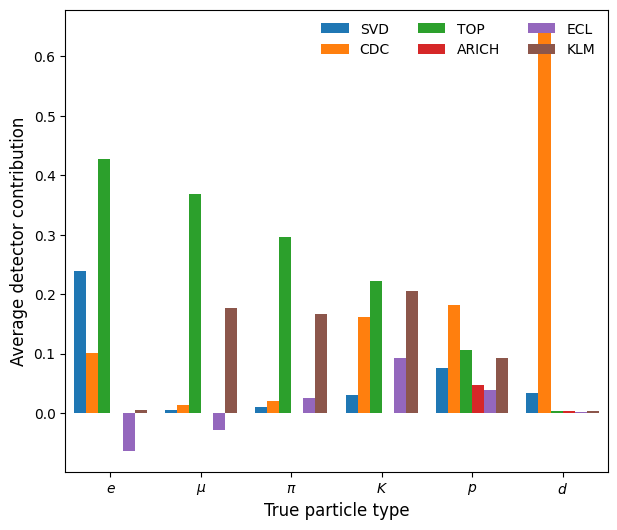 SVD TOP ECL
CDC ARICH KLM
0.6
0.5
0.4
0.3
0.2
0.1
0.0
Average detector contribution
e μ π K p d
True particle type